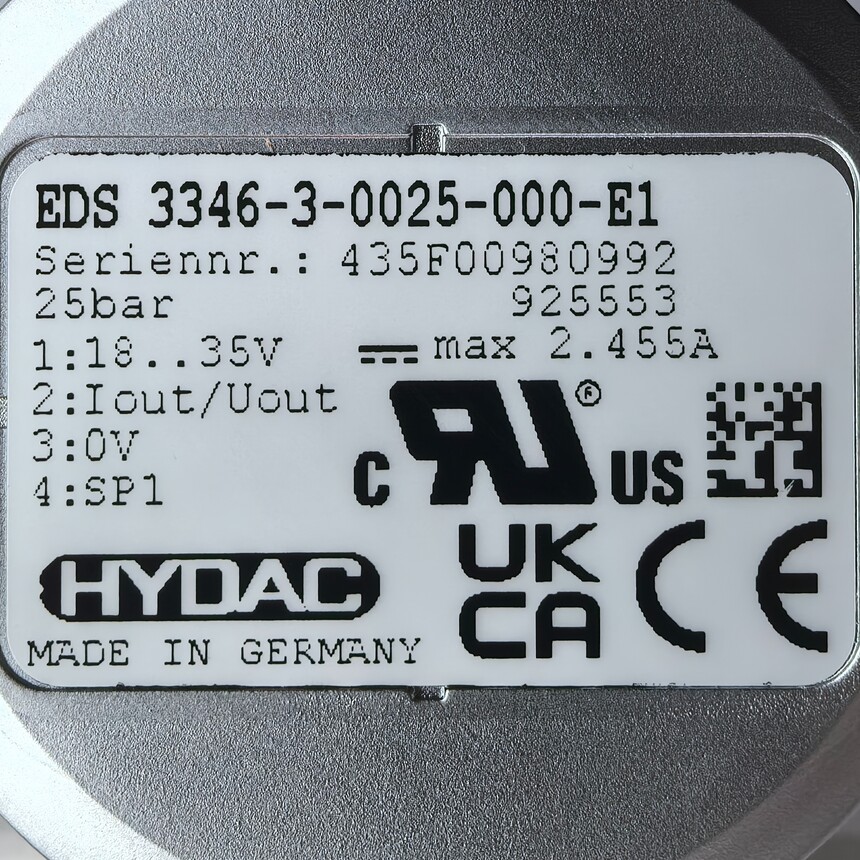 EDS 3346-3-0025-000-E1
Seriennr.: 435F00980992
25bar 925553
1:18..35V max 2.455A
2:Iout/Uout
3:0V
4:SP1
C RU® US
HYDAC
UK
CA
CE
MADE IN GERMANY